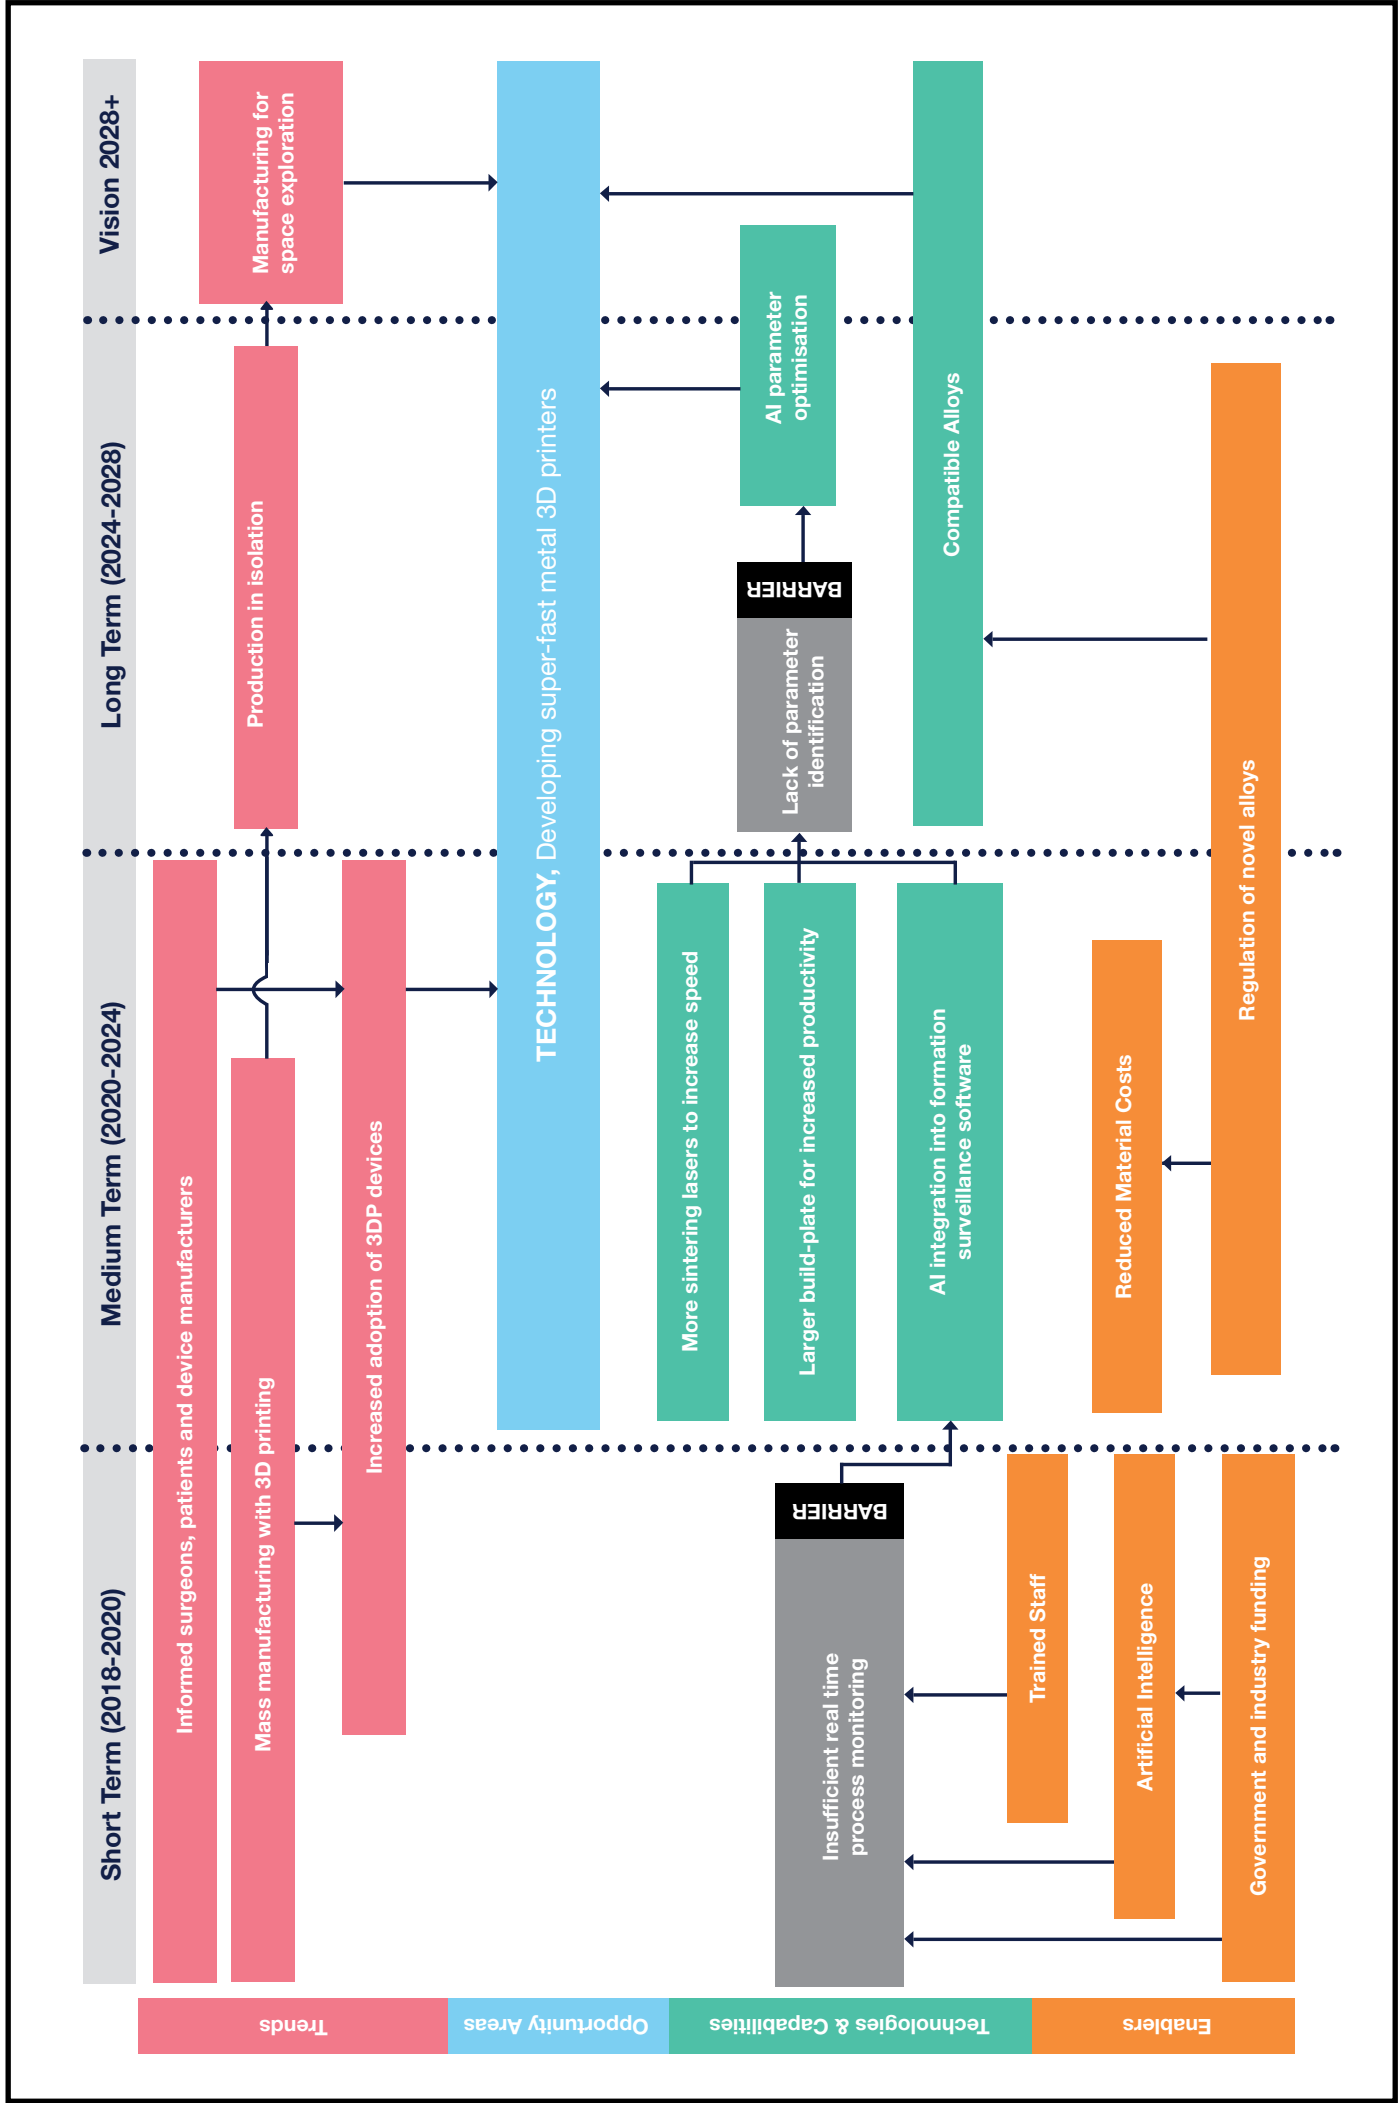 Short Term (2018-2020)
Medium Term (2020-2024)
Long Term (2024-2028)
Vision 2028+
Trends
Informed surgeons, patients and device manufacturers
Mass manufacturing with 3D printing
Increased adoption of 3DP devices
Production in isolation
Manufacturing for
space exploration
Opportunity Areas
TECHNOLOGY, Developing super-fast metal 3D printers
Technologies & Capabilities
Insufficient real time
process monitoring
BARRIER
More sintering lasers to increase speed
Larger build-plate for increased productivity
AI integration into formation
surveillance software
Lack of parameter
identification
BARRIER
AI parameter
optimisation
Compatible Alloys
Enablers
Trained Staff
Artificial Intelligence
Government and industry funding
Reduced Material Costs
Regulation of novel alloys